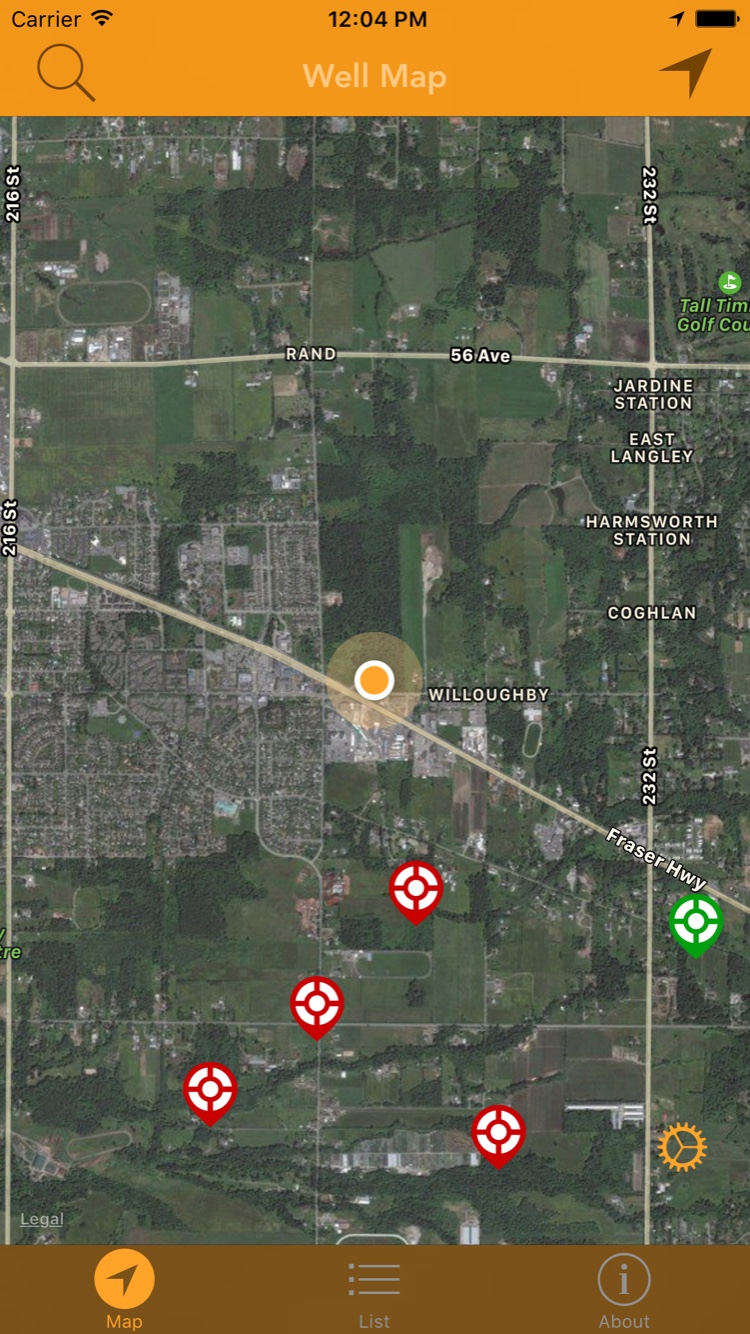 Carrier 12:04 PM
Well Map
216 St
232 St
Tall Tim
Golf Cou
RAND
56 Ave
JARDINE
STATION
EAST
LANGLEY
216 St
HARMSWORTH
STATION
COGHLAN
WILLOUGHBY
232 St
Fraser Hwy
tre
Legal
Map List About